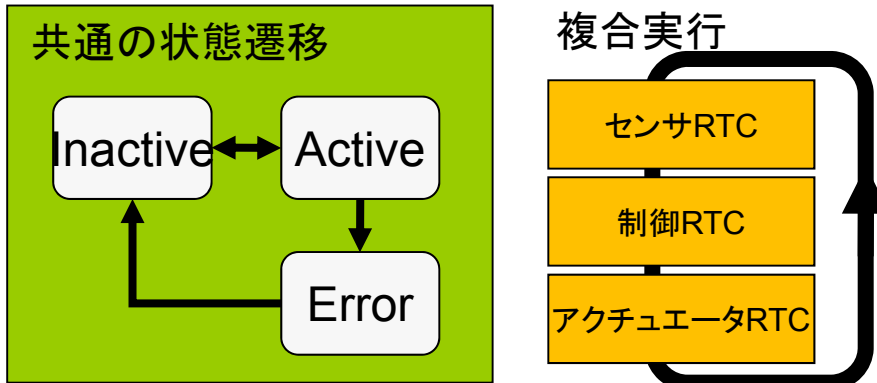 共通の状態遷移
Inactive
Active
Error
複合実行
センサRTC
制御RTC
アクチュエータRTC